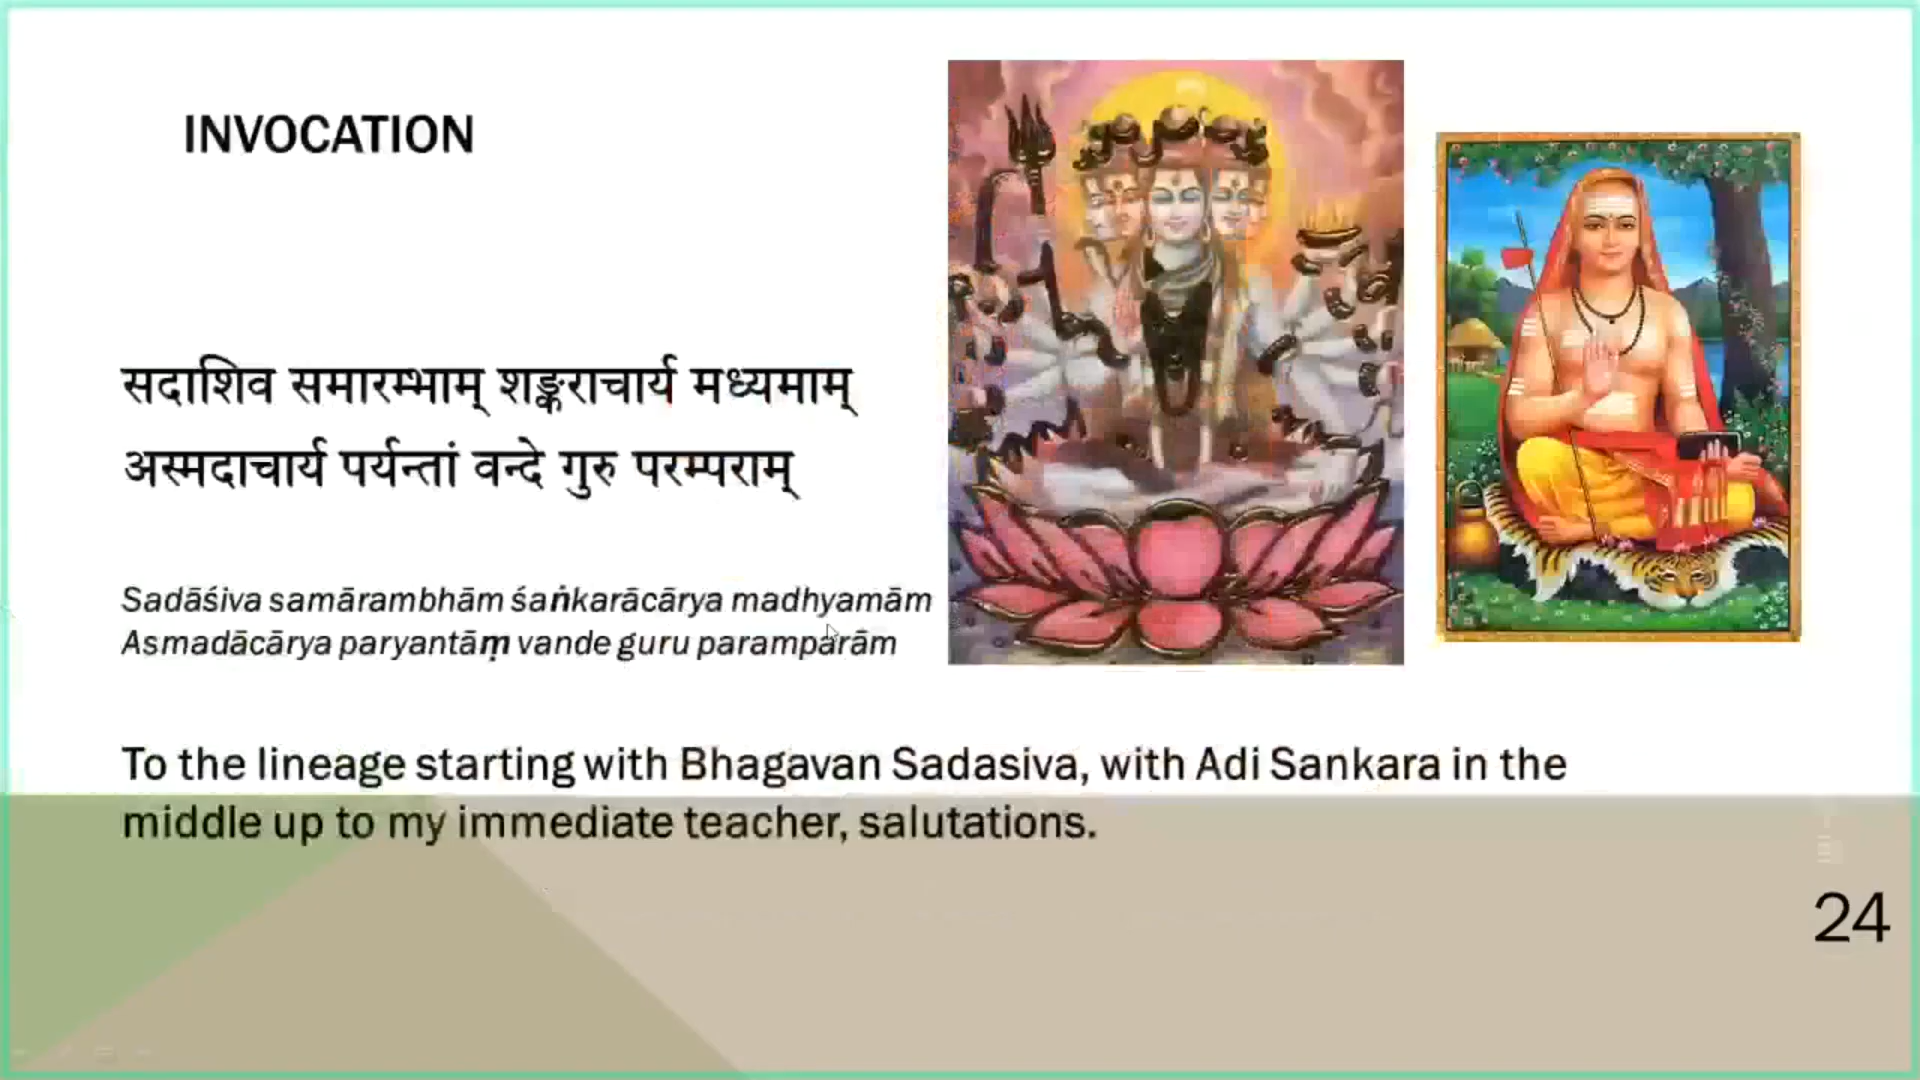 INVOCATION
सदाशिव समारम्भाम् शङ्कराचार्य मध्यमाम्
अस्मदाचार्य पर्यन्तां वन्दे गुरु परम्पराम्
Sadāśiva samārambhām śaṅkarācārya madhyamām
Asmadācārya paryantāṃ vande guru paramparām
To the lineage starting with Bhagavan Sadasiva, with Adi Sankara in the
middle up to my immediate teacher, salutations.
24